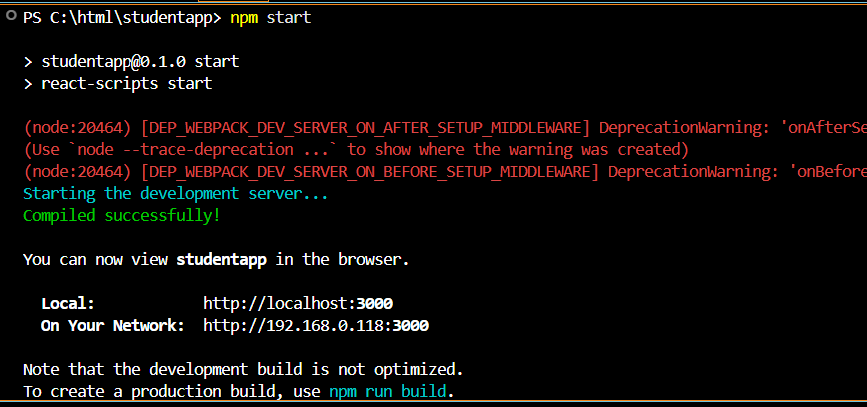 PS C:\html\studentapp> npm start
> studentapp@0.1.0 start
> react-scripts start
(node:20464) [DEP_WEBPACK_DEV_SERVER_ON_AFTER_SETUP_MIDDLEWARE] DeprecationWarning: 'onAfterSe
(Use `node --trace-deprecation ...` to show where the warning was created)
(node:20464) [DEP_WEBPACK_DEV_SERVER_ON_BEFORE_SETUP_MIDDLEWARE] DeprecationWarning: 'onBefore
Starting the development server...
Compiled successfully!
You can now view studentapp in the browser.
Local: http://localhost:3000
On Your Network: http://192.168.0.118:3000
Note that the development build is not optimized.
To create a production build, use npm run build.